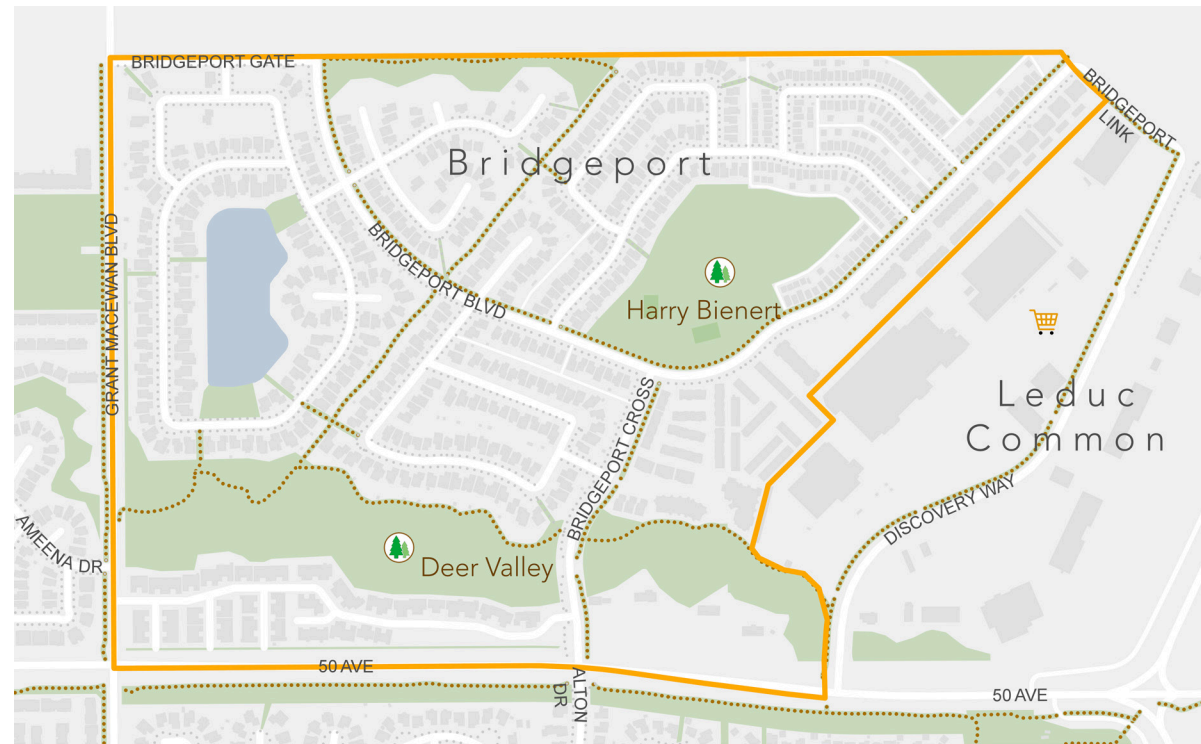 BRIDGEPORT GATE
BRIDGEPORT
LINK
Bridgeport
GRANT MACEWAN BLVD
BRIDGEPORT BLVD
Harry Bienert
Leduc
Common
BRIDGEPORT CROSS
DISCOVERY WAY
AMEENA DR
Deer Valley
50 AVE
ALTON
DR
50 AVE